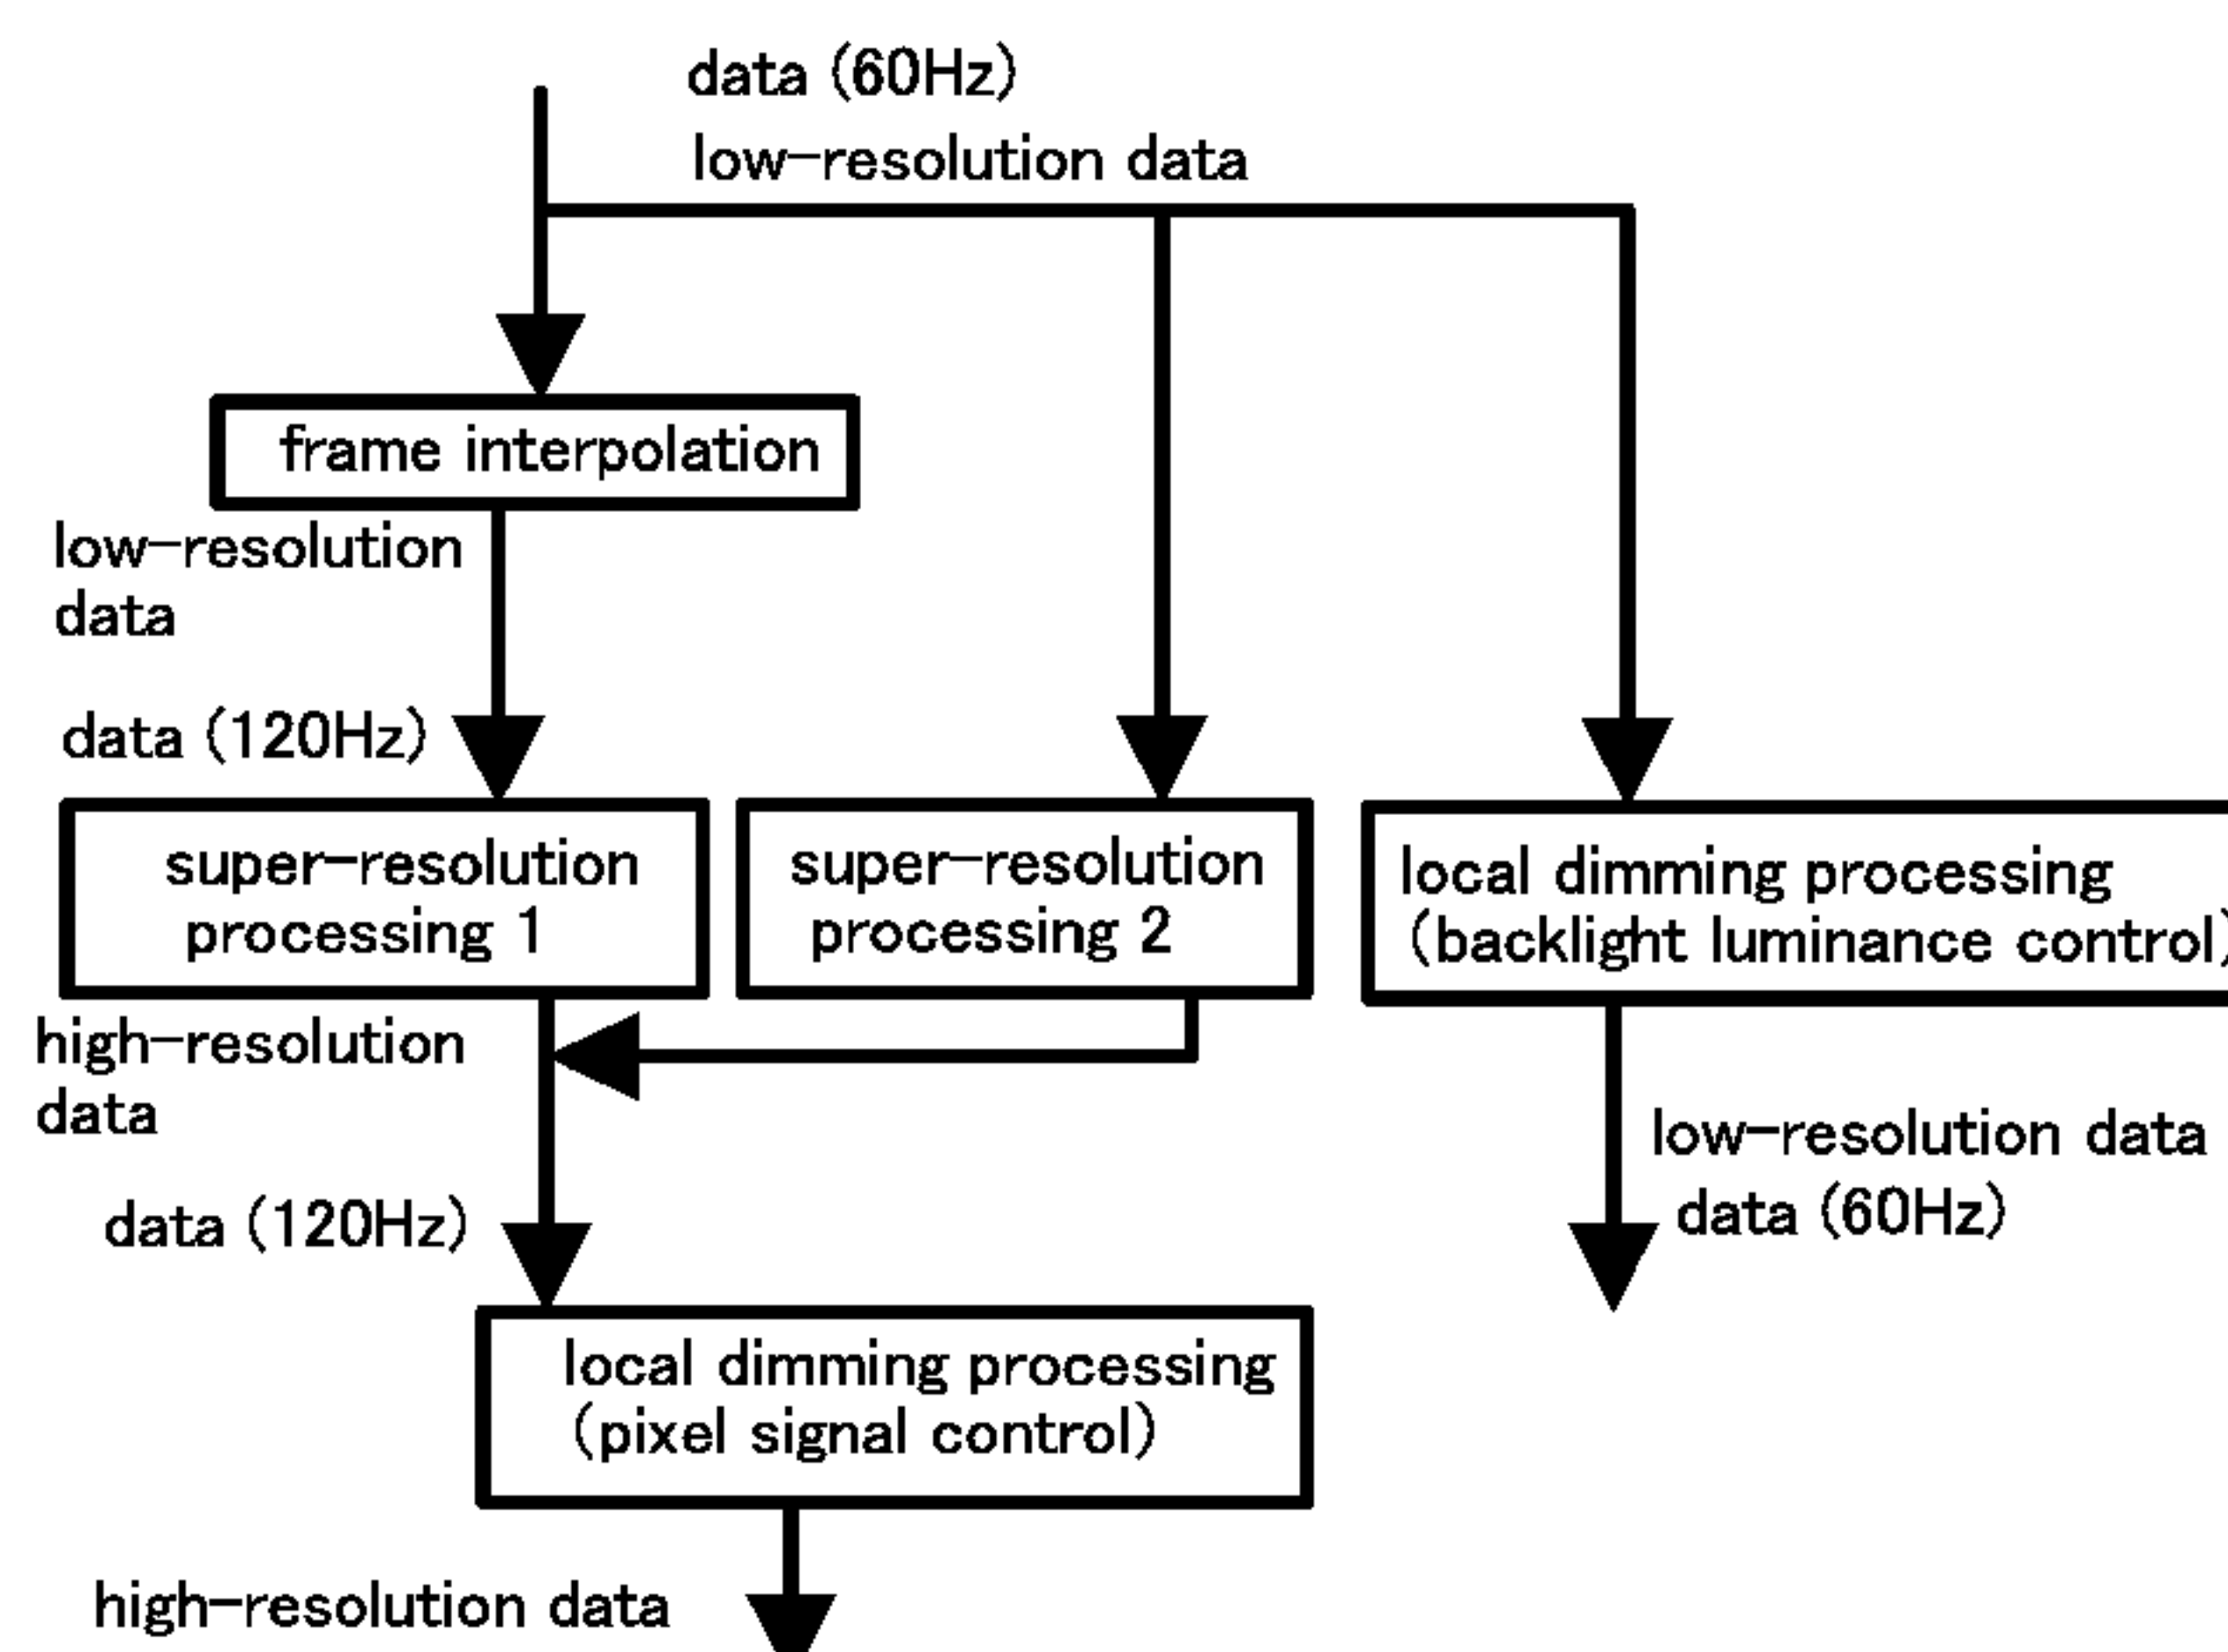 data (60Hz)
low-resolution data
frame interpolation
low-resolution
data
data (120Hz)
super-resolution
processing 1
super-resolution
processing 2
local dimming processing
(backlight luminance control)
high-resolution
data
data (120Hz)
low-resolution data
data (60Hz)
local dimming processing
(pixel signal control)
high-resolution data